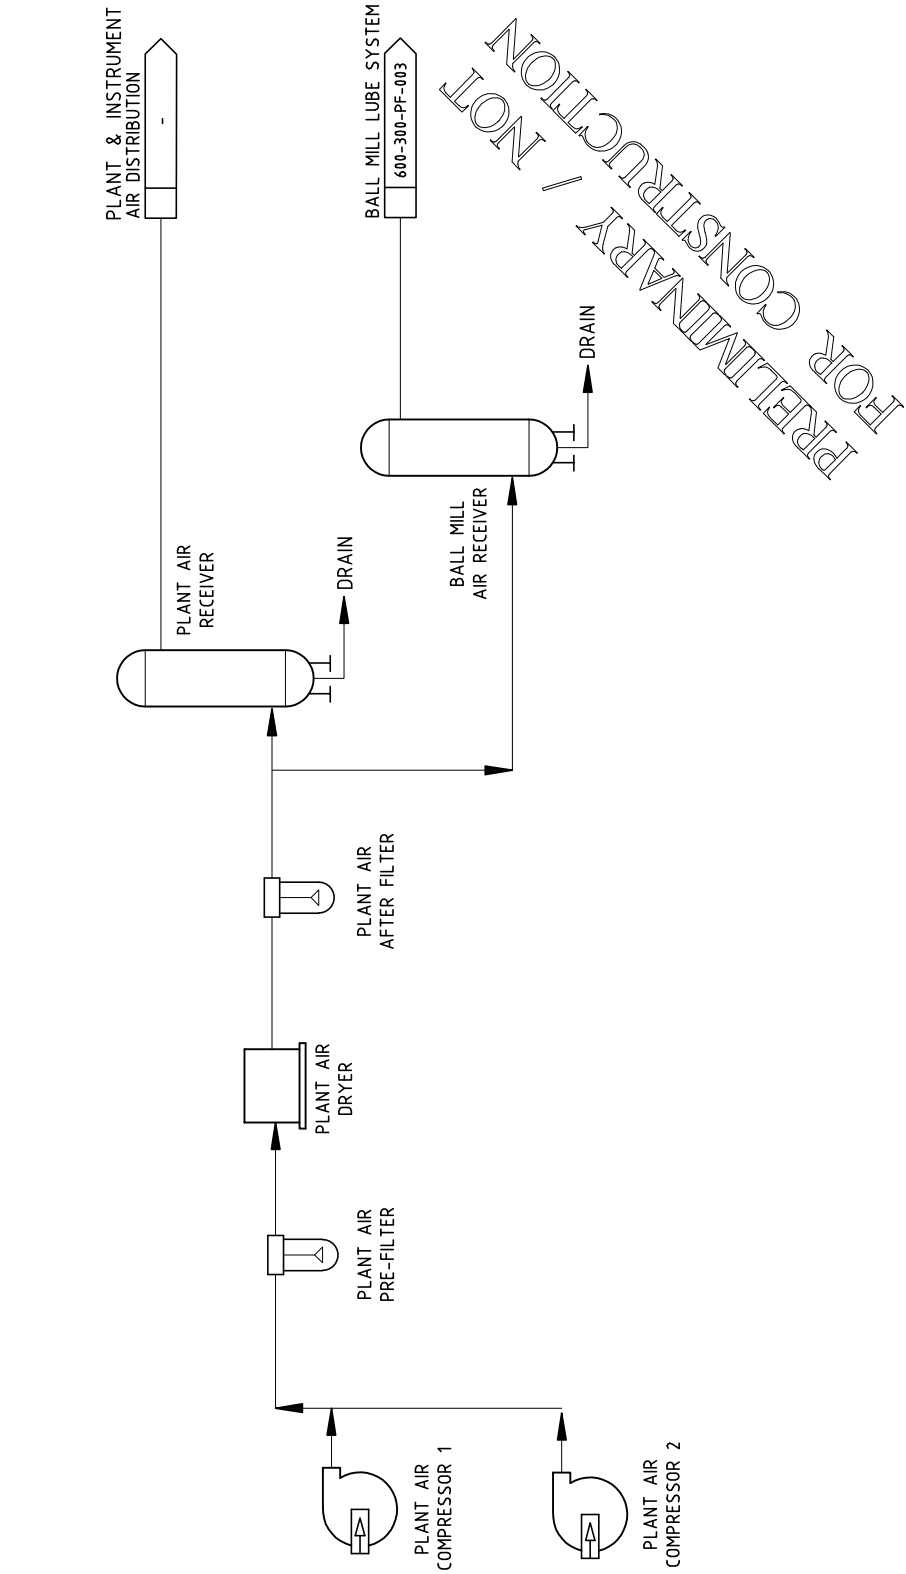 PLANT & INSTRUMENT
AIR DISTRIBUTION
-
BALL MILL LUBE SYSTEM
600-300-PF-003
PLANT AIR
RECEIVER
DRAIN
BALL MILL
AIR RECEIVER
DRAIN
PLANT AIR
AFTER FILTER
PLANT AIR
DRYER
PLANT AIR
PRE-FILTER
PLANT AIR
COMPRESSOR 1
PLANT AIR
COMPRESSOR 2
PRELIMINARY / NOT
FOR CONSTRUCTION